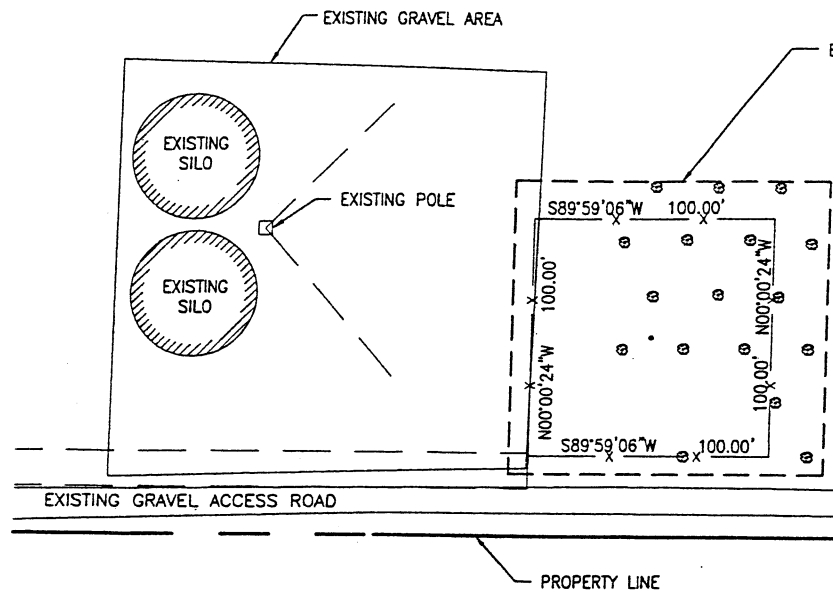 EXISTING GRAVEL AREA
E
EXISTING
SILO
EXISTING POLE
S89°59'06"W 100.00'
EXISTING
SILO
100.00'
N00°00'24"W
N00°00'24"W
100.00'
S89°59'06"W 100.00'
EXISTING GRAVEL ACCESS ROAD
PROPERTY LINE